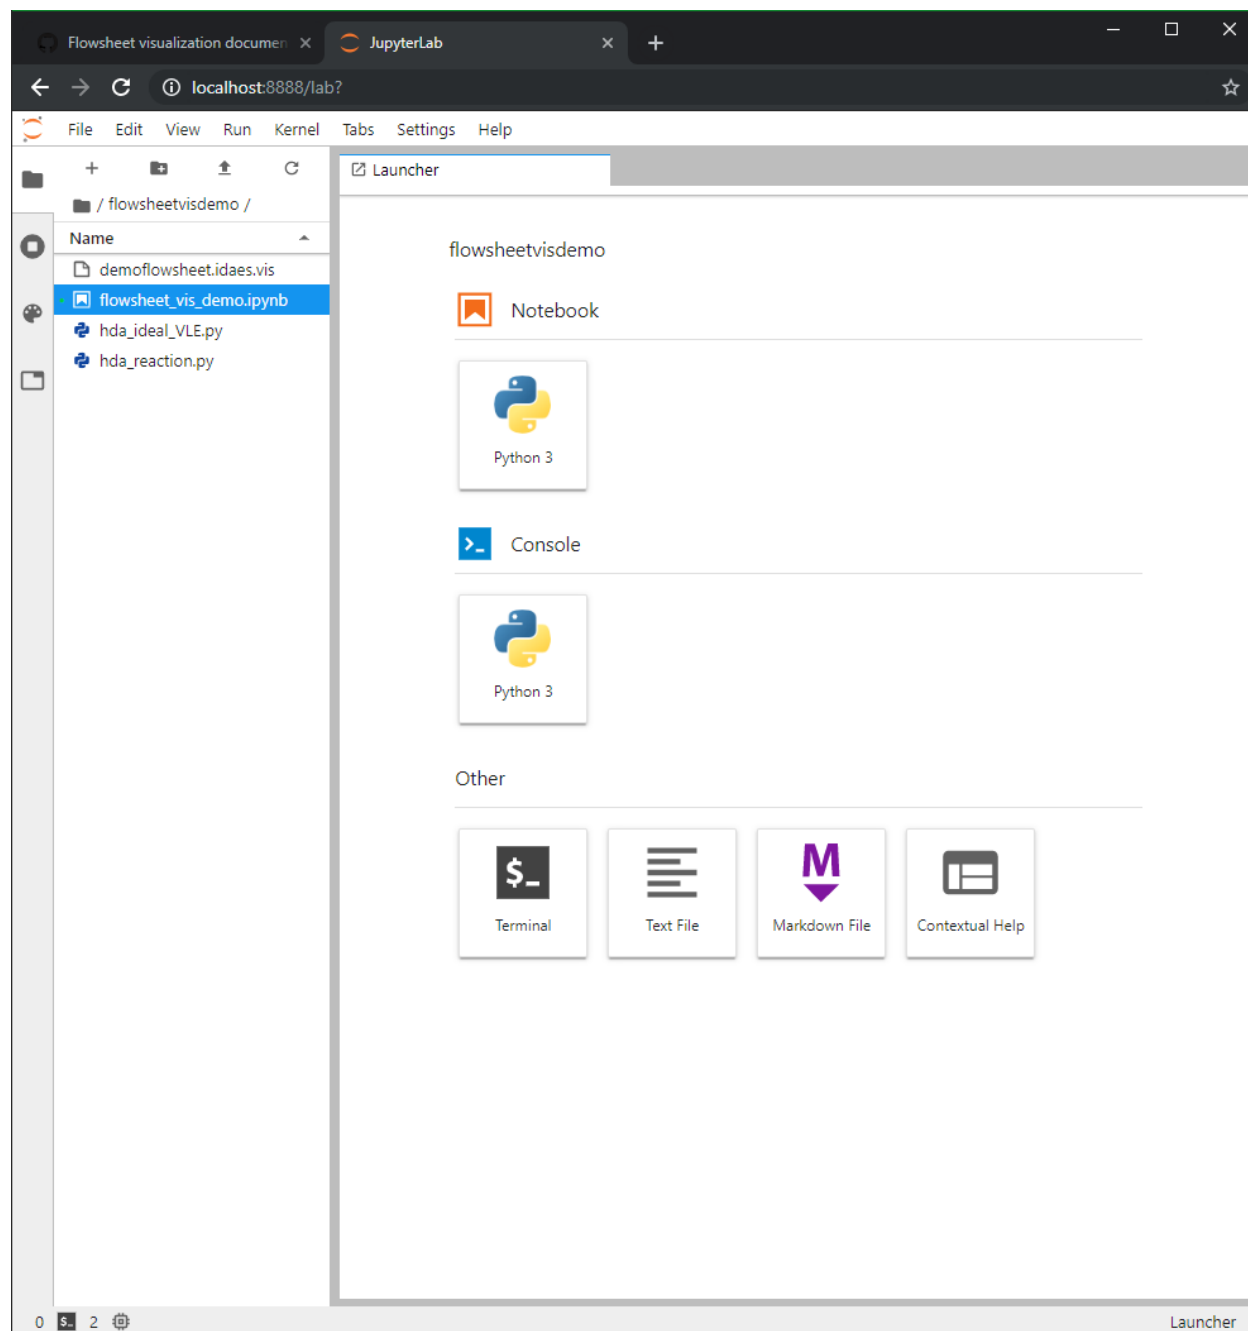 Flowsheet visualization documen
JupyterLab
localhost:8888/lab?
File Edit View Run Kernel Tabs Settings Help
Launcher
/ flowsheetvisdemo /
Name
demoflowsheet.idaes.vis
flowsheet_vis_demo.ipynb
hda_ideal_VLE.py
hda_reaction.py
flowsheetvisdemo
Notebook
Python 3
>_ Console
Python 3
Other
$_
M
Terminal Text File Markdown File Contextual Help
0 $_ 2 Launcher